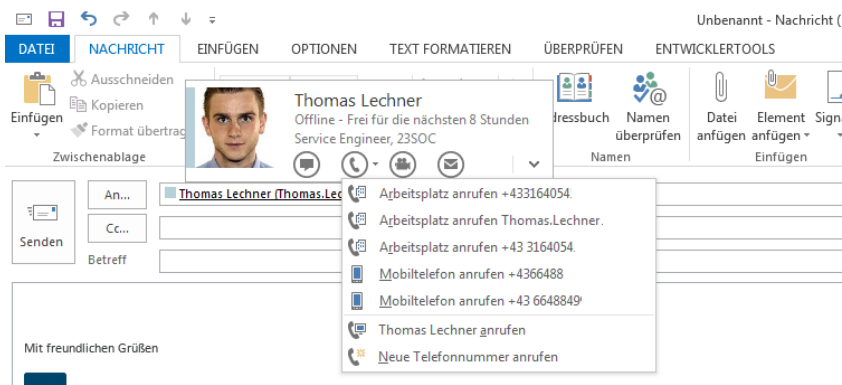 Unbenannt - Nachricht (
DATEI NACHRICHT EINFÜGEN OPTIONEN TEXT FORMATIEREN ÜBERPRÜFEN ENTWICKLERTOOLS
Ausschneiden
Kopieren
Format übertrag
Einfügen
Zwischenablage
Thomas Lechner
Offline - Frei für die nächsten 8 Stunden
Service Engineer, 23SOC
dressbuch
Namen
überprüfen
Namen
Datei
anfügen
Element
anfügen
Sign
Einfügen
Senden
An...
Thomas Lechner (Thomas.Lec
Cc...
Betreff
Arbeitsplatz anrufen +433164054
Arbeitsplatz anrufen Thomas.Lechner.
Arbeitsplatz anrufen +43 3164054
Mobiltelefon anrufen +4366488
Mobiltelefon anrufen +43 6648849
Thomas Lechner anrufen
Neue Telefonnummer anrufen
Mit freundlichen Grüßen